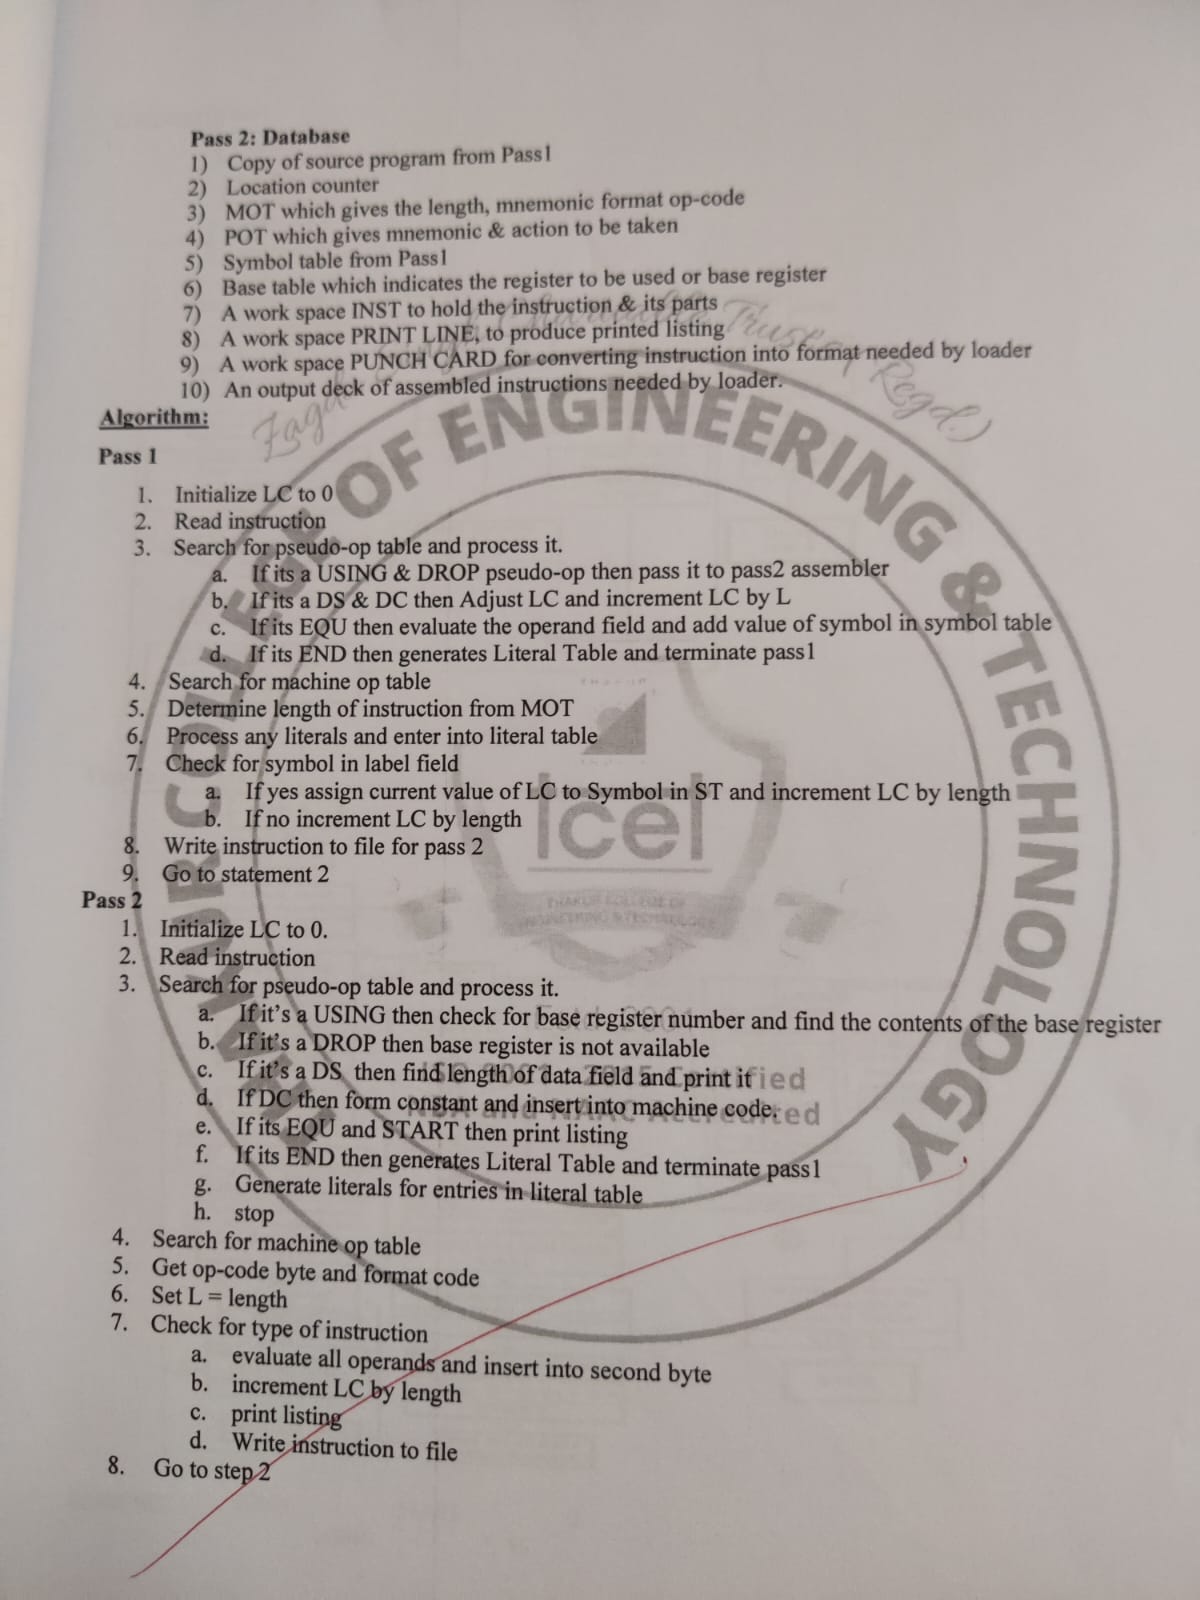 Pass 2: Database
1) Copy of source program from Pass1
2) Location counter
3) MOT which gives the length, mnemonic format op-code
4) POT which gives mnemonic & action to be taken
5) Symbol table from Pass1
6) Base table which indicates the register to be used or base register
7) A work space INST to hold the instruction & its parts
8) A work space PRINT LINE, to produce printed listing
9) A work space PUNCH CARD for converting instruction into format needed by loader
10) An output deck of assembled instructions needed by loader.
Algorithm:
Pass 1
1. Initialize LC to 0
2. Read instruction
3. Search for pseudo-op table and process it.
a. If its a USING & DROP pseudo-op then pass it to pass2 assembler
b. If its a DS & DC then Adjust LC and increment LC by L
c. If its EQU then evaluate the operand field and add value of symbol in symbol table
d. If its END then generates Literal Table and terminate pass1
4. Search for machine op table
5. Determine length of instruction from MOT
6. Process any literals and enter into literal table
7. Check for symbol in label field
a. If yes assign current value of LC to Symbol in ST and increment LC by length
b. If no increment LC by length
8. Write instruction to file for pass 2
9. Go to statement 2
Pass 2
1. Initialize LC to 0.
2. Read instruction
3. Search for pseudo-op table and process it.
a. If it's a USING then check for base register number and find the contents of the base register
b. If it's a DROP then base register is not available
c. If it's a DS then find length of data field and print it
d. If DC then form constant and insert into machine code.
e. If its EQU and START then print listing
f. If its END then generates Literal Table and terminate pass1
g. Generate literals for entries in literal table
h. stop
4. Search for machine op table
5. Get op-code byte and format code
6. Set L = length
7. Check for type of instruction
a. evaluate all operands and insert into second byte
b. increment LC by length
c. print listing
d. Write instruction to file
8. Go to step 2
COLLEGE OF ENGINEERING & TECHNOLOGY
Icel
THAKUR COLLEGE OF
ENGINEERING & TECHNOLOGY